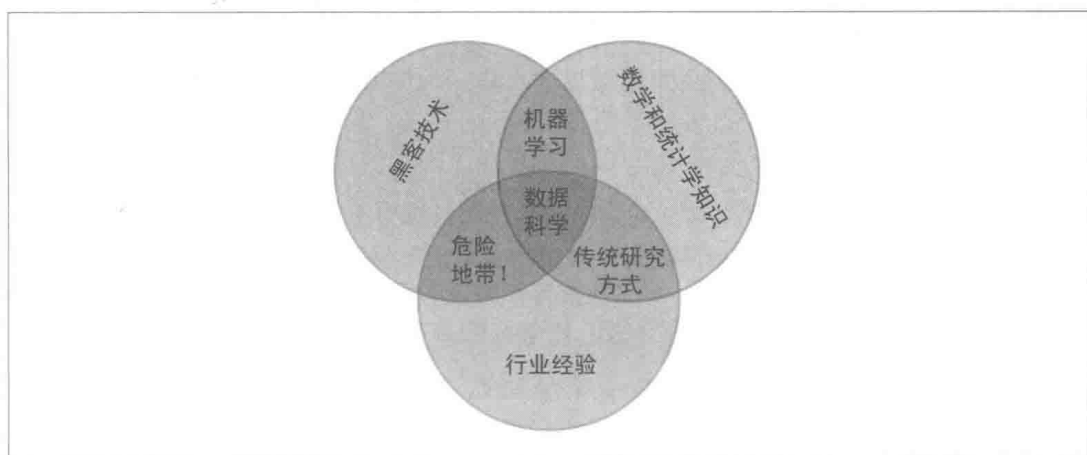 黑客技术
数学和统计学知识
机器
学习
数据
科学
危险
地带！
传统研究
方式
行业经验